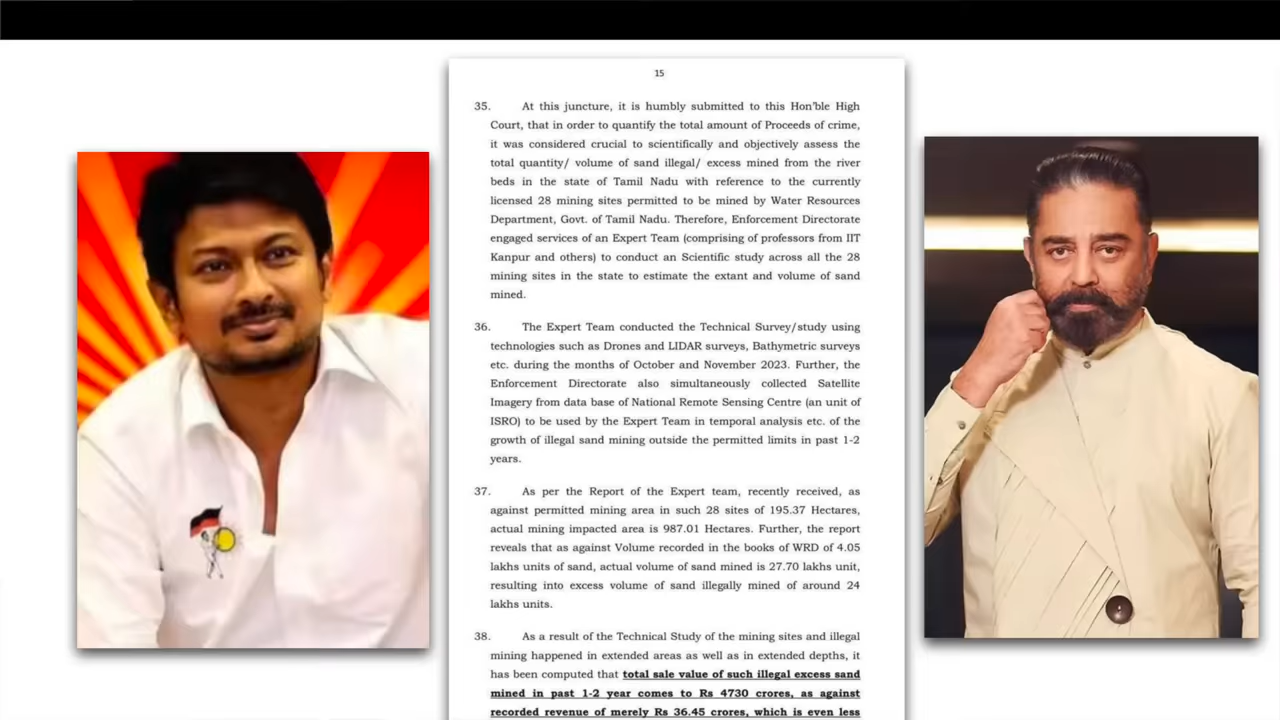 15
35. At this juncture, it is humbly submitted to this Hon'ble High
Court, that in order to quantify the total amount of Proceeds of crime,
it was considered crucial to scientifically and objectively assess the
total quantity/ volume of sand illegal/ excess mined from the river
beds in the state of Tamil Nadu with reference to the currently
licensed 28 mining sites permitted to be mined by Water Resources
Department, Govt. of Tamil Nadu. Therefore, Enforcement Directorate
engaged services of an Expert Team (comprising of professors from IIT
Kanpur and others) to conduct an Scientific study across all the 28
mining sites in the state to estimate the extant and volume of sand
mined.
36. The Expert Team conducted the Technical Survey/study using
technologies such as Drones and LIDAR surveys, Bathymetric surveys
etc. during the months of October and November 2023. Further, the
Enforcement Directorate also simultaneously collected Satellite
Imagery from data base of National Remote Sensing Centre (an unit of
ISRO) to be used by the Expert Team in temporal analysis etc. of the
growth of illegal sand mining outside the permitted limits in past 1-2
years.
37. As per the Report of the Expert team, recently received, as
against permitted mining area in such 28 sites of 195.37 Hectares,
actual mining impacted area is 987.01 Hectares. Further, the report
reveals that as against Volume recorded in the books of WRD of 4.05
lakhs units of sand, actual volume of sand mined is 27.70 lakhs unit,
resulting into excess volume of sand illegally mined of around 24
lakhs units.
38. As a result of the Technical Study of the mining sites and illegal
mining happened in extended areas as well as in extended depths, it
has been computed that total sale value of such illegal excess sand
mined in past 1-2 year comes to Rs 4730 crores, as against
recorded revenue of merely Rs 36.45 crores, which is even less